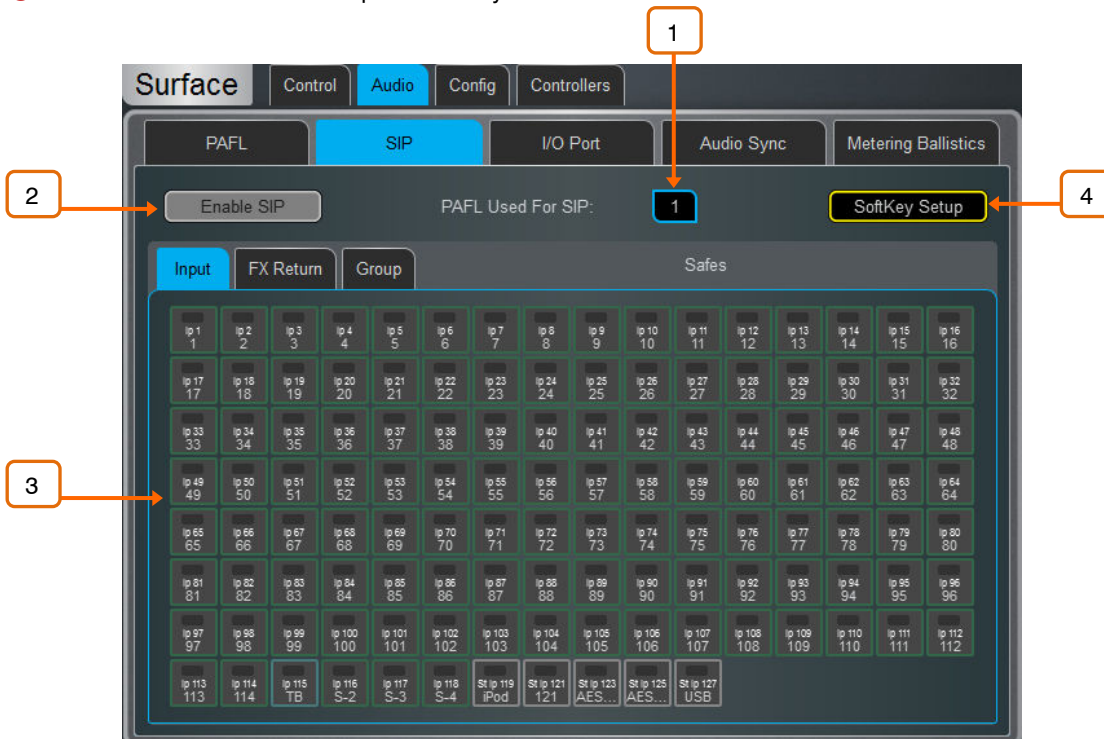 1
Surface Control Audio Config Controllers
PAFL SIP I/O Port Audio Sync Metering Ballistics
2
Enable SIP PAFL Used For SIP: 1 SoftKey Setup
4
Input FX Return Group Safes
Ip 1 Ip 2 Ip 3 Ip 4 Ip 5 Ip 6 Ip 7 Ip 8 Ip 9 Ip 10 Ip 11 Ip 12 Ip 13 Ip 14 Ip 15 Ip 16
1 2 3 4 5 6 7 8 9 10 11 12 13 14 15 16
Ip 17 Ip 18 Ip 19 Ip 20 Ip 21 Ip 22 Ip 23 Ip 24 Ip 25 Ip 26 Ip 27 Ip 28 Ip 29 Ip 30 Ip 31 Ip 32
17 18 19 20 21 22 23 24 25 26 27 28 29 30 31 32
Ip 33 Ip 34 Ip 35 Ip 36 Ip 37 Ip 38 Ip 39 Ip 40 Ip 41 Ip 42 Ip 43 Ip 44 Ip 45 Ip 46 Ip 47 Ip 48
33 34 35 36 37 38 39 40 41 42 43 44 45 46 47 48
3
Ip 49 Ip 50 Ip 51 Ip 52 Ip 53 Ip 54 Ip 55 Ip 56 Ip 57 Ip 58 Ip 59 Ip 60 Ip 61 Ip 62 Ip 63 Ip 64
49 50 51 52 53 54 55 56 57 58 59 60 61 62 63 64
Ip 65 Ip 66 Ip 67 Ip 68 Ip 69 Ip 70 Ip 71 Ip 72 Ip 73 Ip 74 Ip 75 Ip 76 Ip 77 Ip 78 Ip 79 Ip 80
65 66 67 68 69 70 71 72 73 74 75 76 77 78 79 80
Ip 81 Ip 82 Ip 83 Ip 84 Ip 85 Ip 86 Ip 87 Ip 88 Ip 89 Ip 90 Ip 91 Ip 92 Ip 93 Ip 94 Ip 95 Ip 96
81 82 83 84 85 86 87 88 89 90 91 92 93 94 95 96
Ip 97 Ip 98 Ip 99 Ip 100 Ip 101 Ip 102 Ip 103 Ip 104 Ip 105 Ip 106 Ip 107 Ip 108 Ip 109 Ip 110 Ip 111 Ip 112
97 98 99 100 101 102 103 104 105 106 107 108 109 110 111 112
Ip 113 Ip 114 Ip 115 Ip 116 Ip 117 Ip 118 St Ip 119 St Ip 121 St Ip 123 St Ip 125 St Ip 127
113 114 TB S-2 S-3 S-4 iPod 121 AES... AES... USB